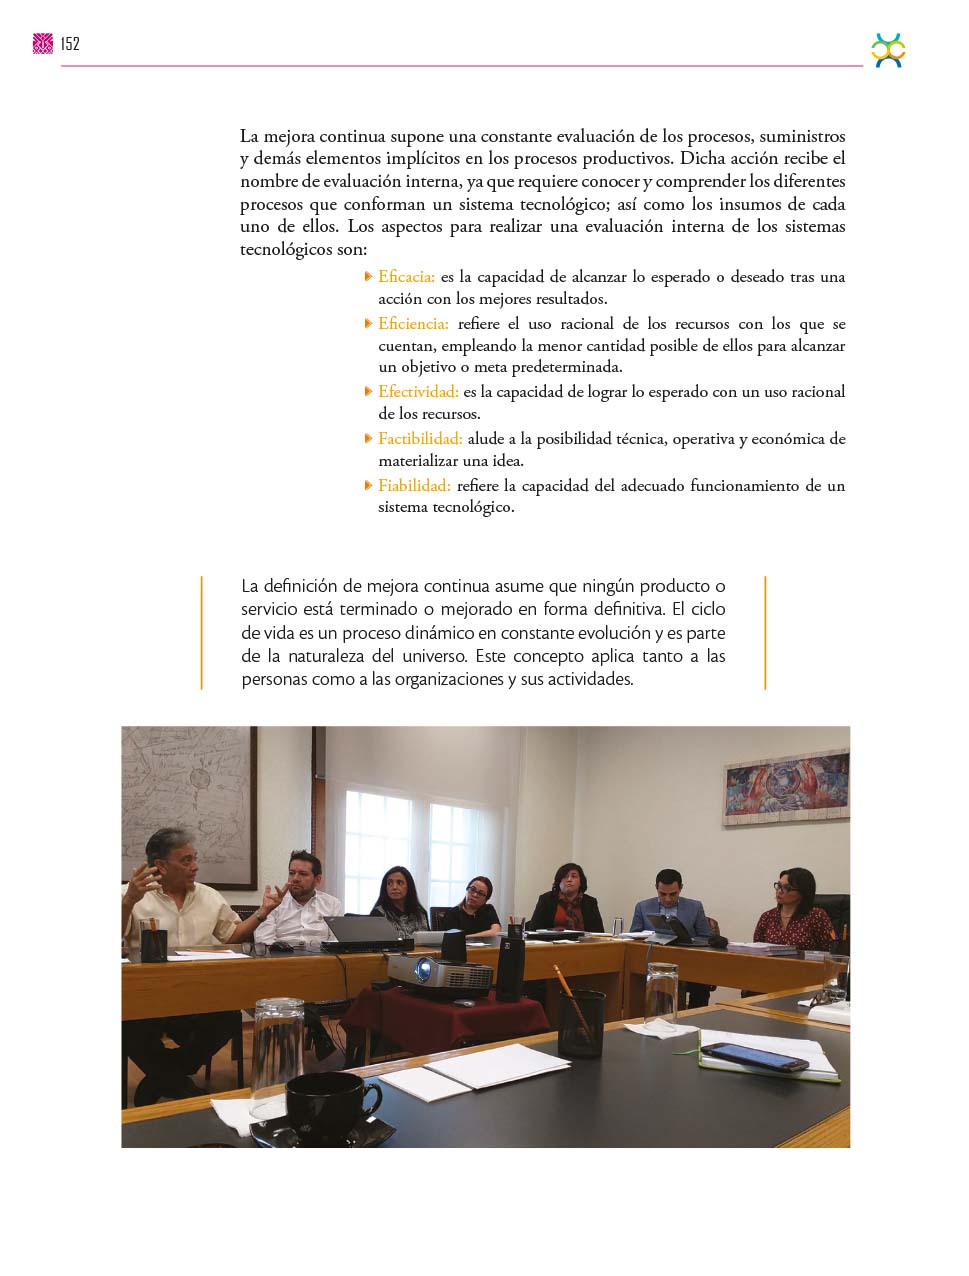 152
La mejora continua supone una constante evaluación de los procesos, suministros
y demás elementos implícitos en los procesos productivos. Dicha acción recibe el
nombre de evaluación interna, ya que requiere conocer y comprender los diferentes
procesos que conforman un sistema tecnológico; así como los insumos de cada
uno de ellos. Los aspectos para realizar una evaluación interna de los sistemas
tecnológicos son:
Eficacia: es la capacidad de alcanzar lo esperado o deseado tras una
acción con los mejores resultados.
Eficiencia: refiere el uso racional de los recursos con los que se
cuentan, empleando la menor cantidad posible de ellos para alcanzar
un objetivo o meta predeterminada.
Efectividad: es la capacidad de lograr lo esperado con un uso racional
de los recursos.
Factibilidad: alude a la posibilidad técnica, operativa y económica de
materializar una idea.
Fiabilidad: refiere la capacidad del adecuado funcionamiento de un
sistema tecnológico.
La definición de mejora continua asume que ningún producto o
servicio está terminado o mejorado en forma definitiva. El ciclo
de vida es un proceso dinámico en constante evolución y es parte
de la naturaleza del universo. Este concepto aplica tanto a las
personas como a las organizaciones y sus actividades.